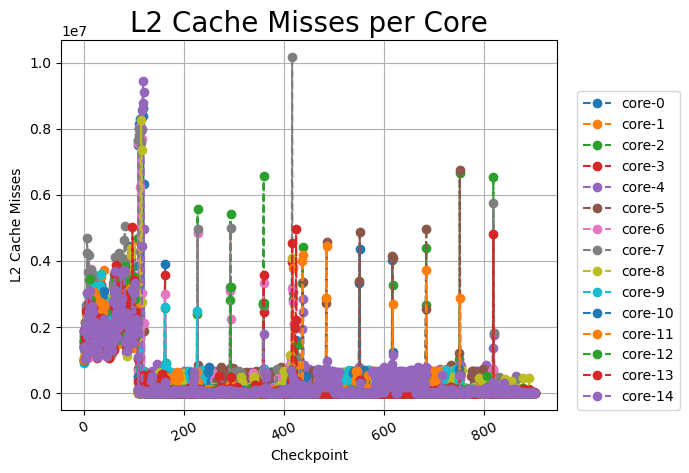 L2 Cache Misses per Core
1e7
1.0
0.8
0.6
0.4
0.2
0.0
L2 Cache Misses
0
200
400
600
800
Checkpoint
core-0
core-1
core-2
core-3
core-4
core-5
core-6
core-7
core-8
core-9
core-10
core-11
core-12
core-13
core-14